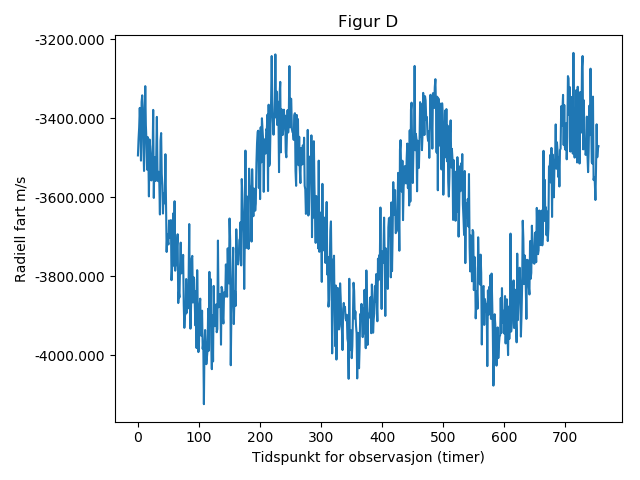 Figur D
-3200.000
-3400.000
-3600.000
-3800.000
-4000.000
Radiell fart m/s
0 100 200 300 400 500 600 700
Tidspunkt for observasjon (timer)